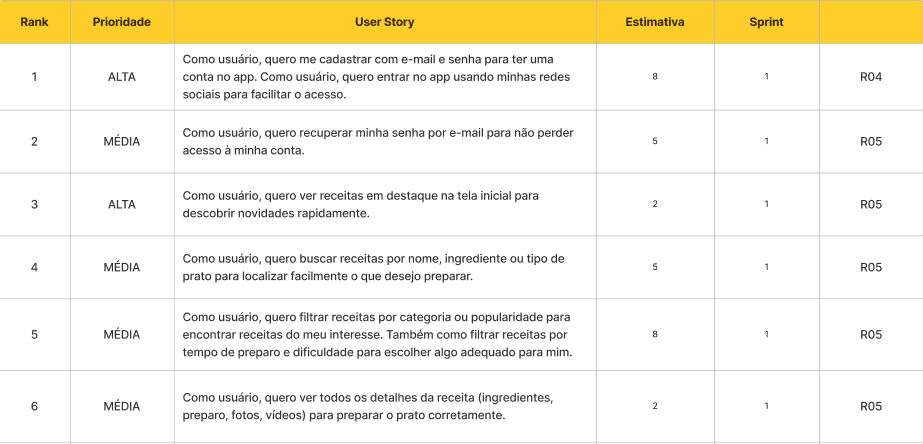 Rank Prioridade User Story Estimativa Sprint
Como usuário, quero me cadastrar com e-mail e senha para ter uma
1 ALTA conta no app. Como usuário, quero entrar no app usando minhas redes 8 1 R04
sociais para facilitar o acesso.
Como usuário, quero recuperar minha senha por e-mail para não perder
2 MÉDIA 5 1 R05
acesso à minha conta.
Como usuário, quero ver receitas em destaque na tela inicial para
3 ALTA 2 1 R05
descobrir novidades rapidamente.
Como usuário, quero buscar receitas por nome, ingrediente ou tipo de
4 MÉDIA 5 1 R05
prato para localizar facilmente o que desejo preparar.
Como usuário, quero filtrar receitas por categoria ou popularidade para
5 MÉDIA encontrar receitas do meu interesse. Também como filtrar receitas por 8 1 R05
tempo de preparo e dificuldade para escolher algo adequado para mim.
Como usuário, quero ver todos os detalhes da receita (ingredientes,
6 MÉDIA 2 1 R05
preparo, fotos, vídeos) para preparar o prato corretamente.